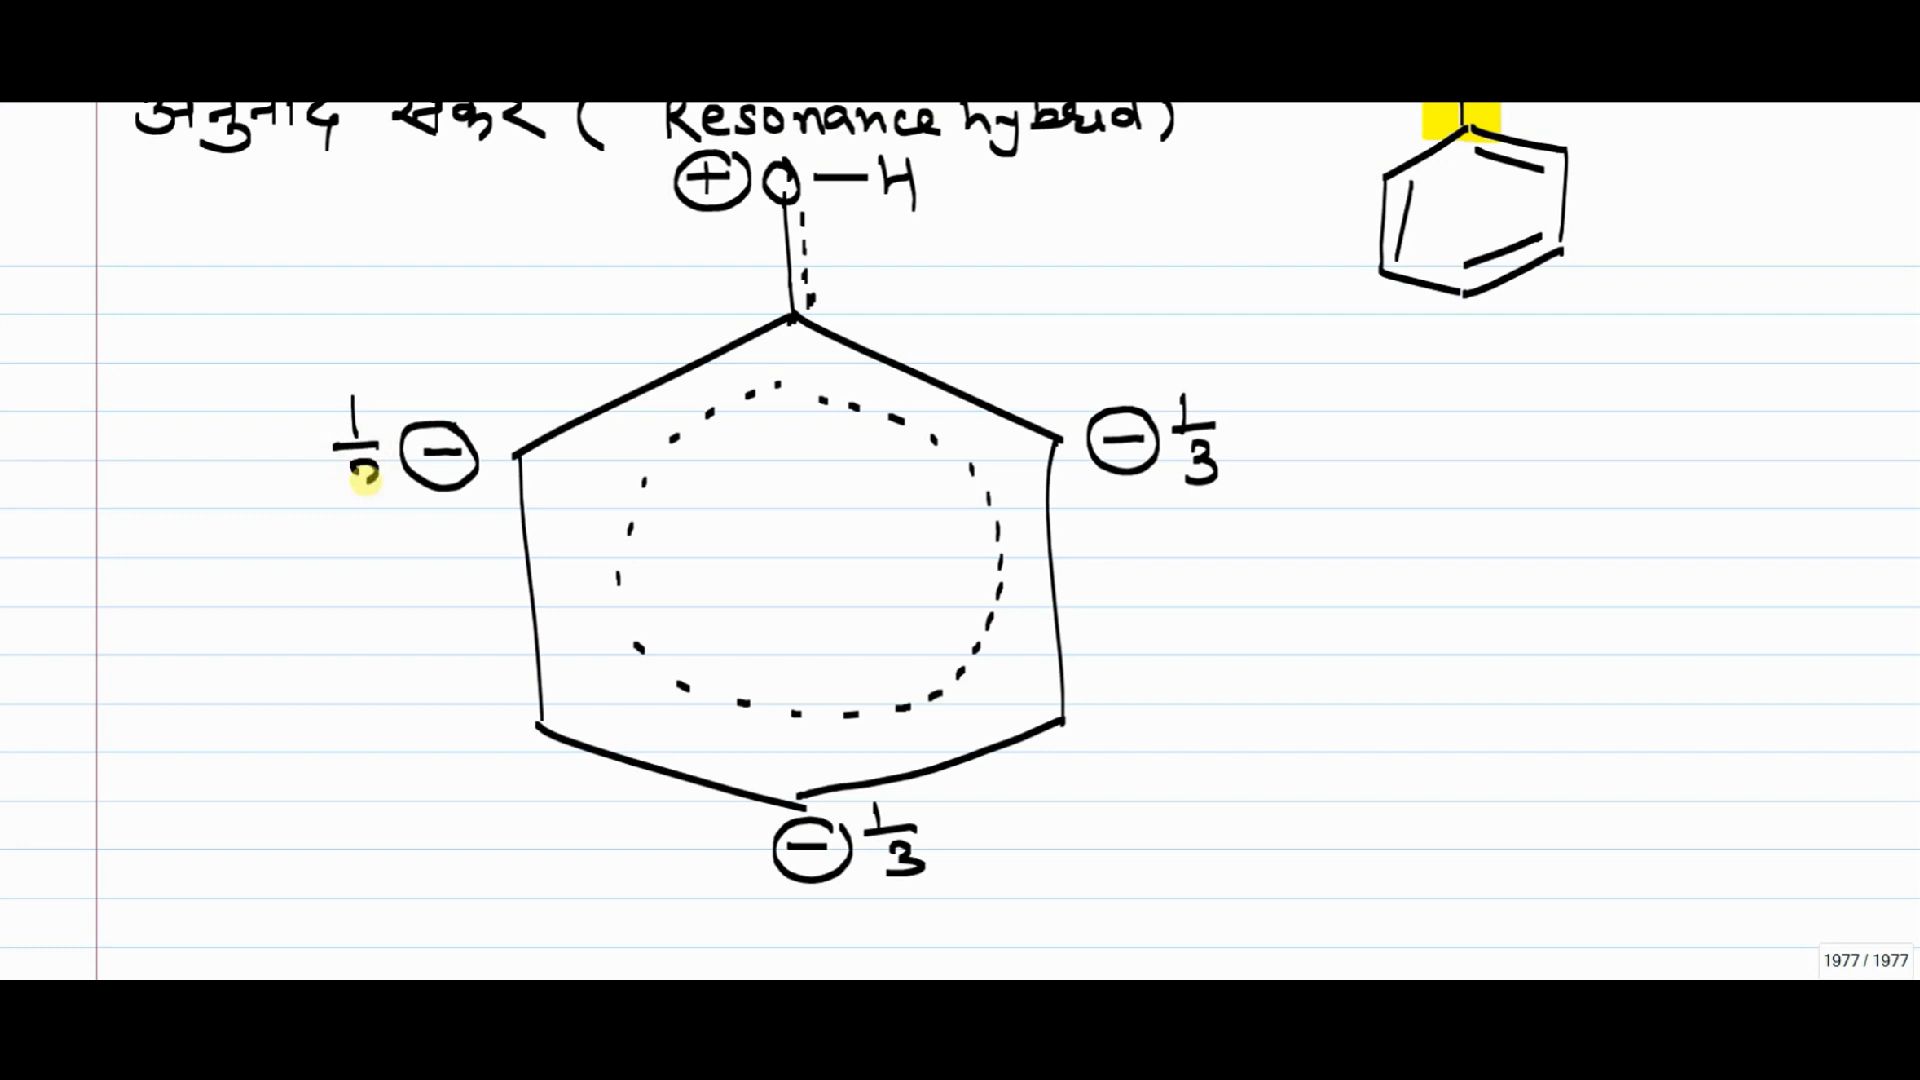 अनुनाद संकर ( Resonance hybrid)
⊕ O — H
1/ ⊖ ⊖ 1/3
⊖ 1/3
1977 / 1977